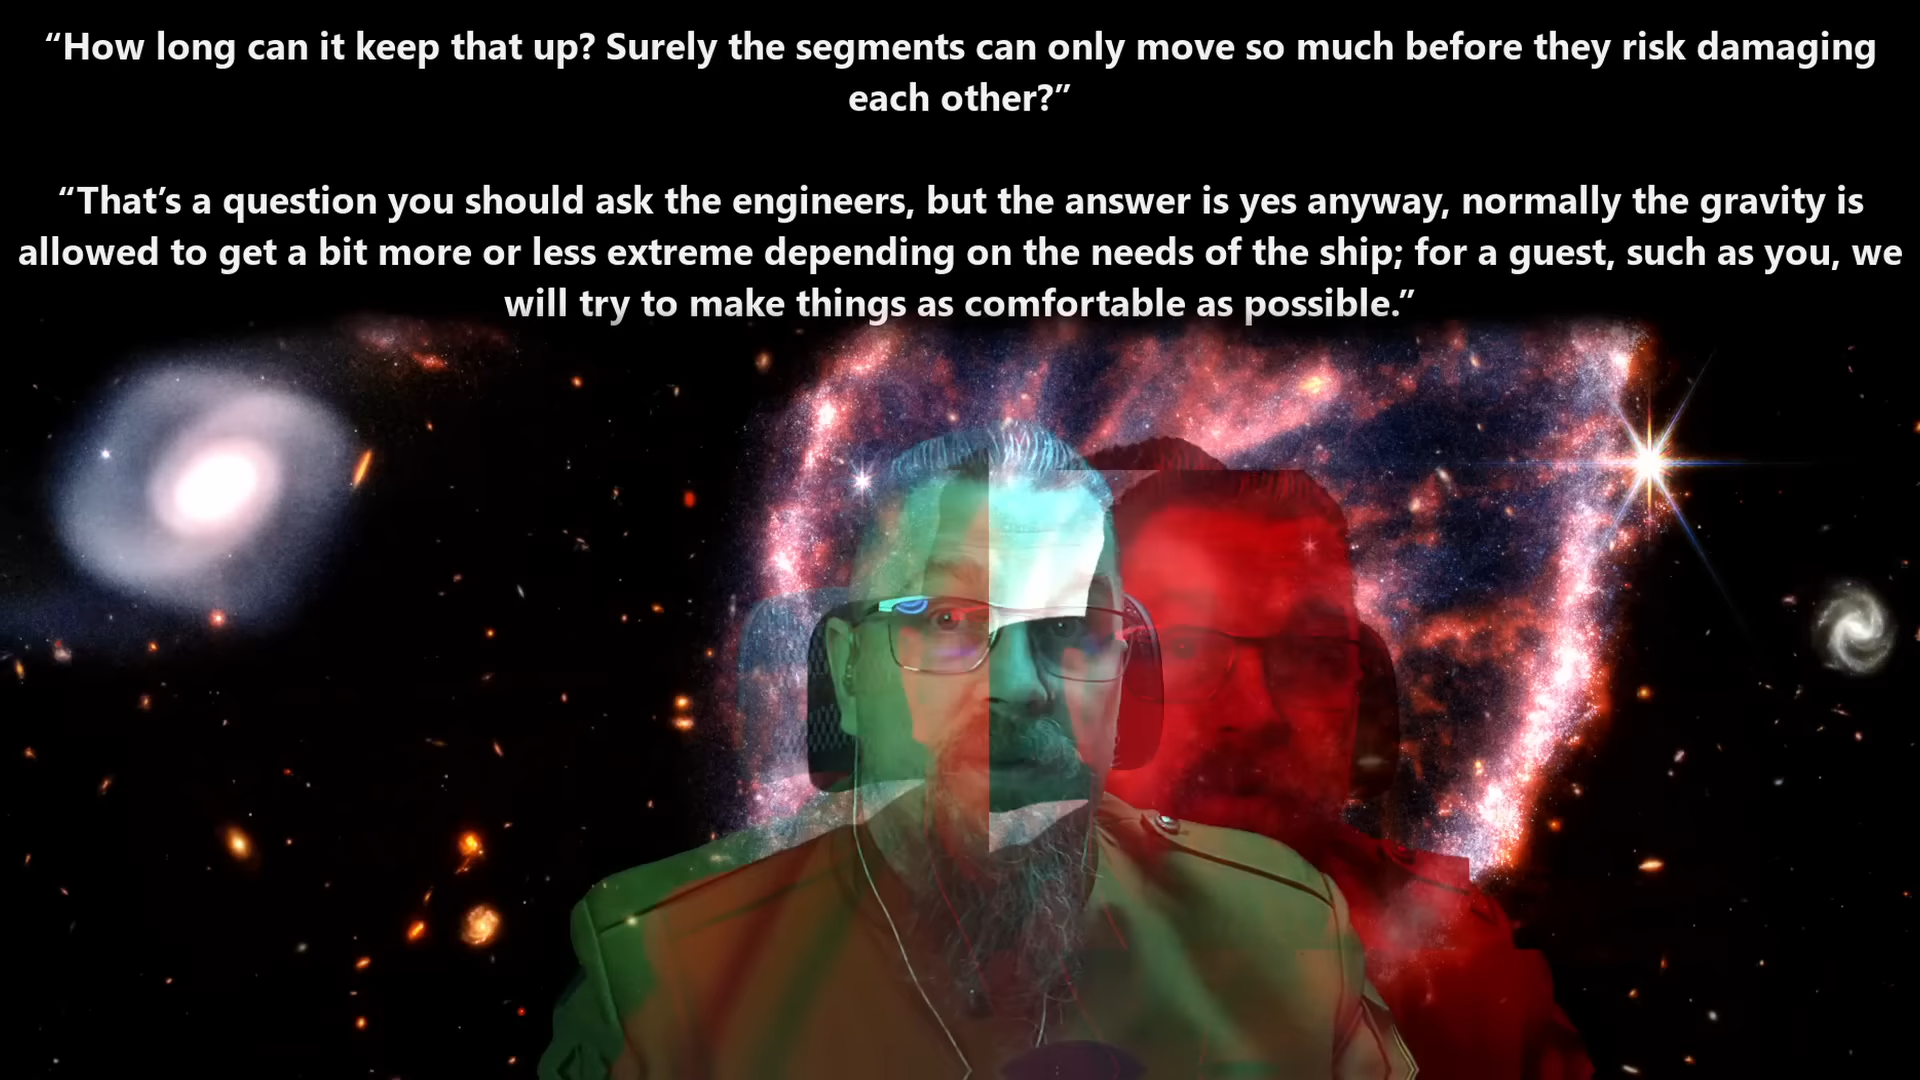 “How long can it keep that up? Surely the segments can only move so much before they risk damaging
each other?”
“That’s a question you should ask the engineers, but the answer is yes anyway, normally the gravity is
allowed to get a bit more or less extreme depending on the needs of the ship; for a guest, such as you, we
will try to make things as comfortable as possible.”